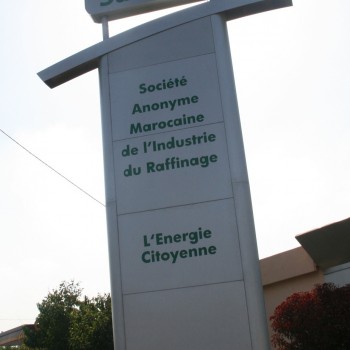 Société
Anonyme
Marocaine
de l'Industrie
du Raffinage
L'Energie
Citoyenne